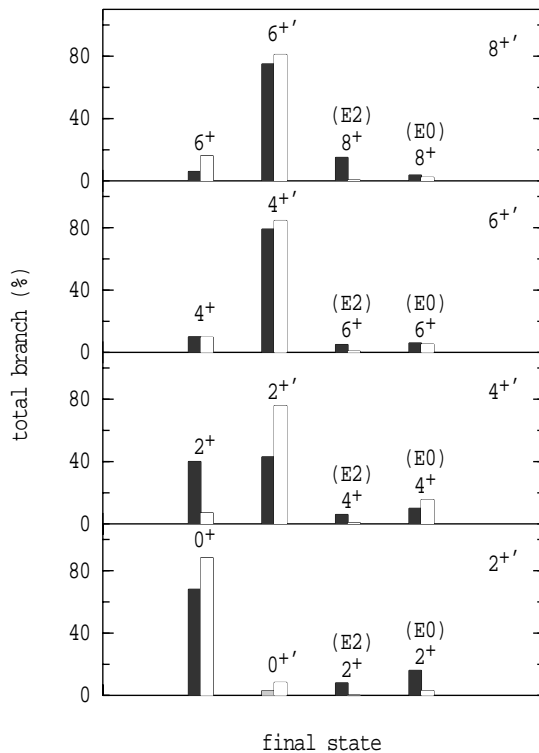 total branch (%)
6+′ 8+′
80
(E2) (E0)
6+ 8+ 8+
40
0
4+′ 6+′
80
(E2) (E0)
4+ 6+ 6+
40
0
2+′ 4+′
80
2+
(E2) (E0)
40
4+ 4+
0
0+ 2+′
80
(E2) (E0)
40
0+′ 2+ 2+
0
final state